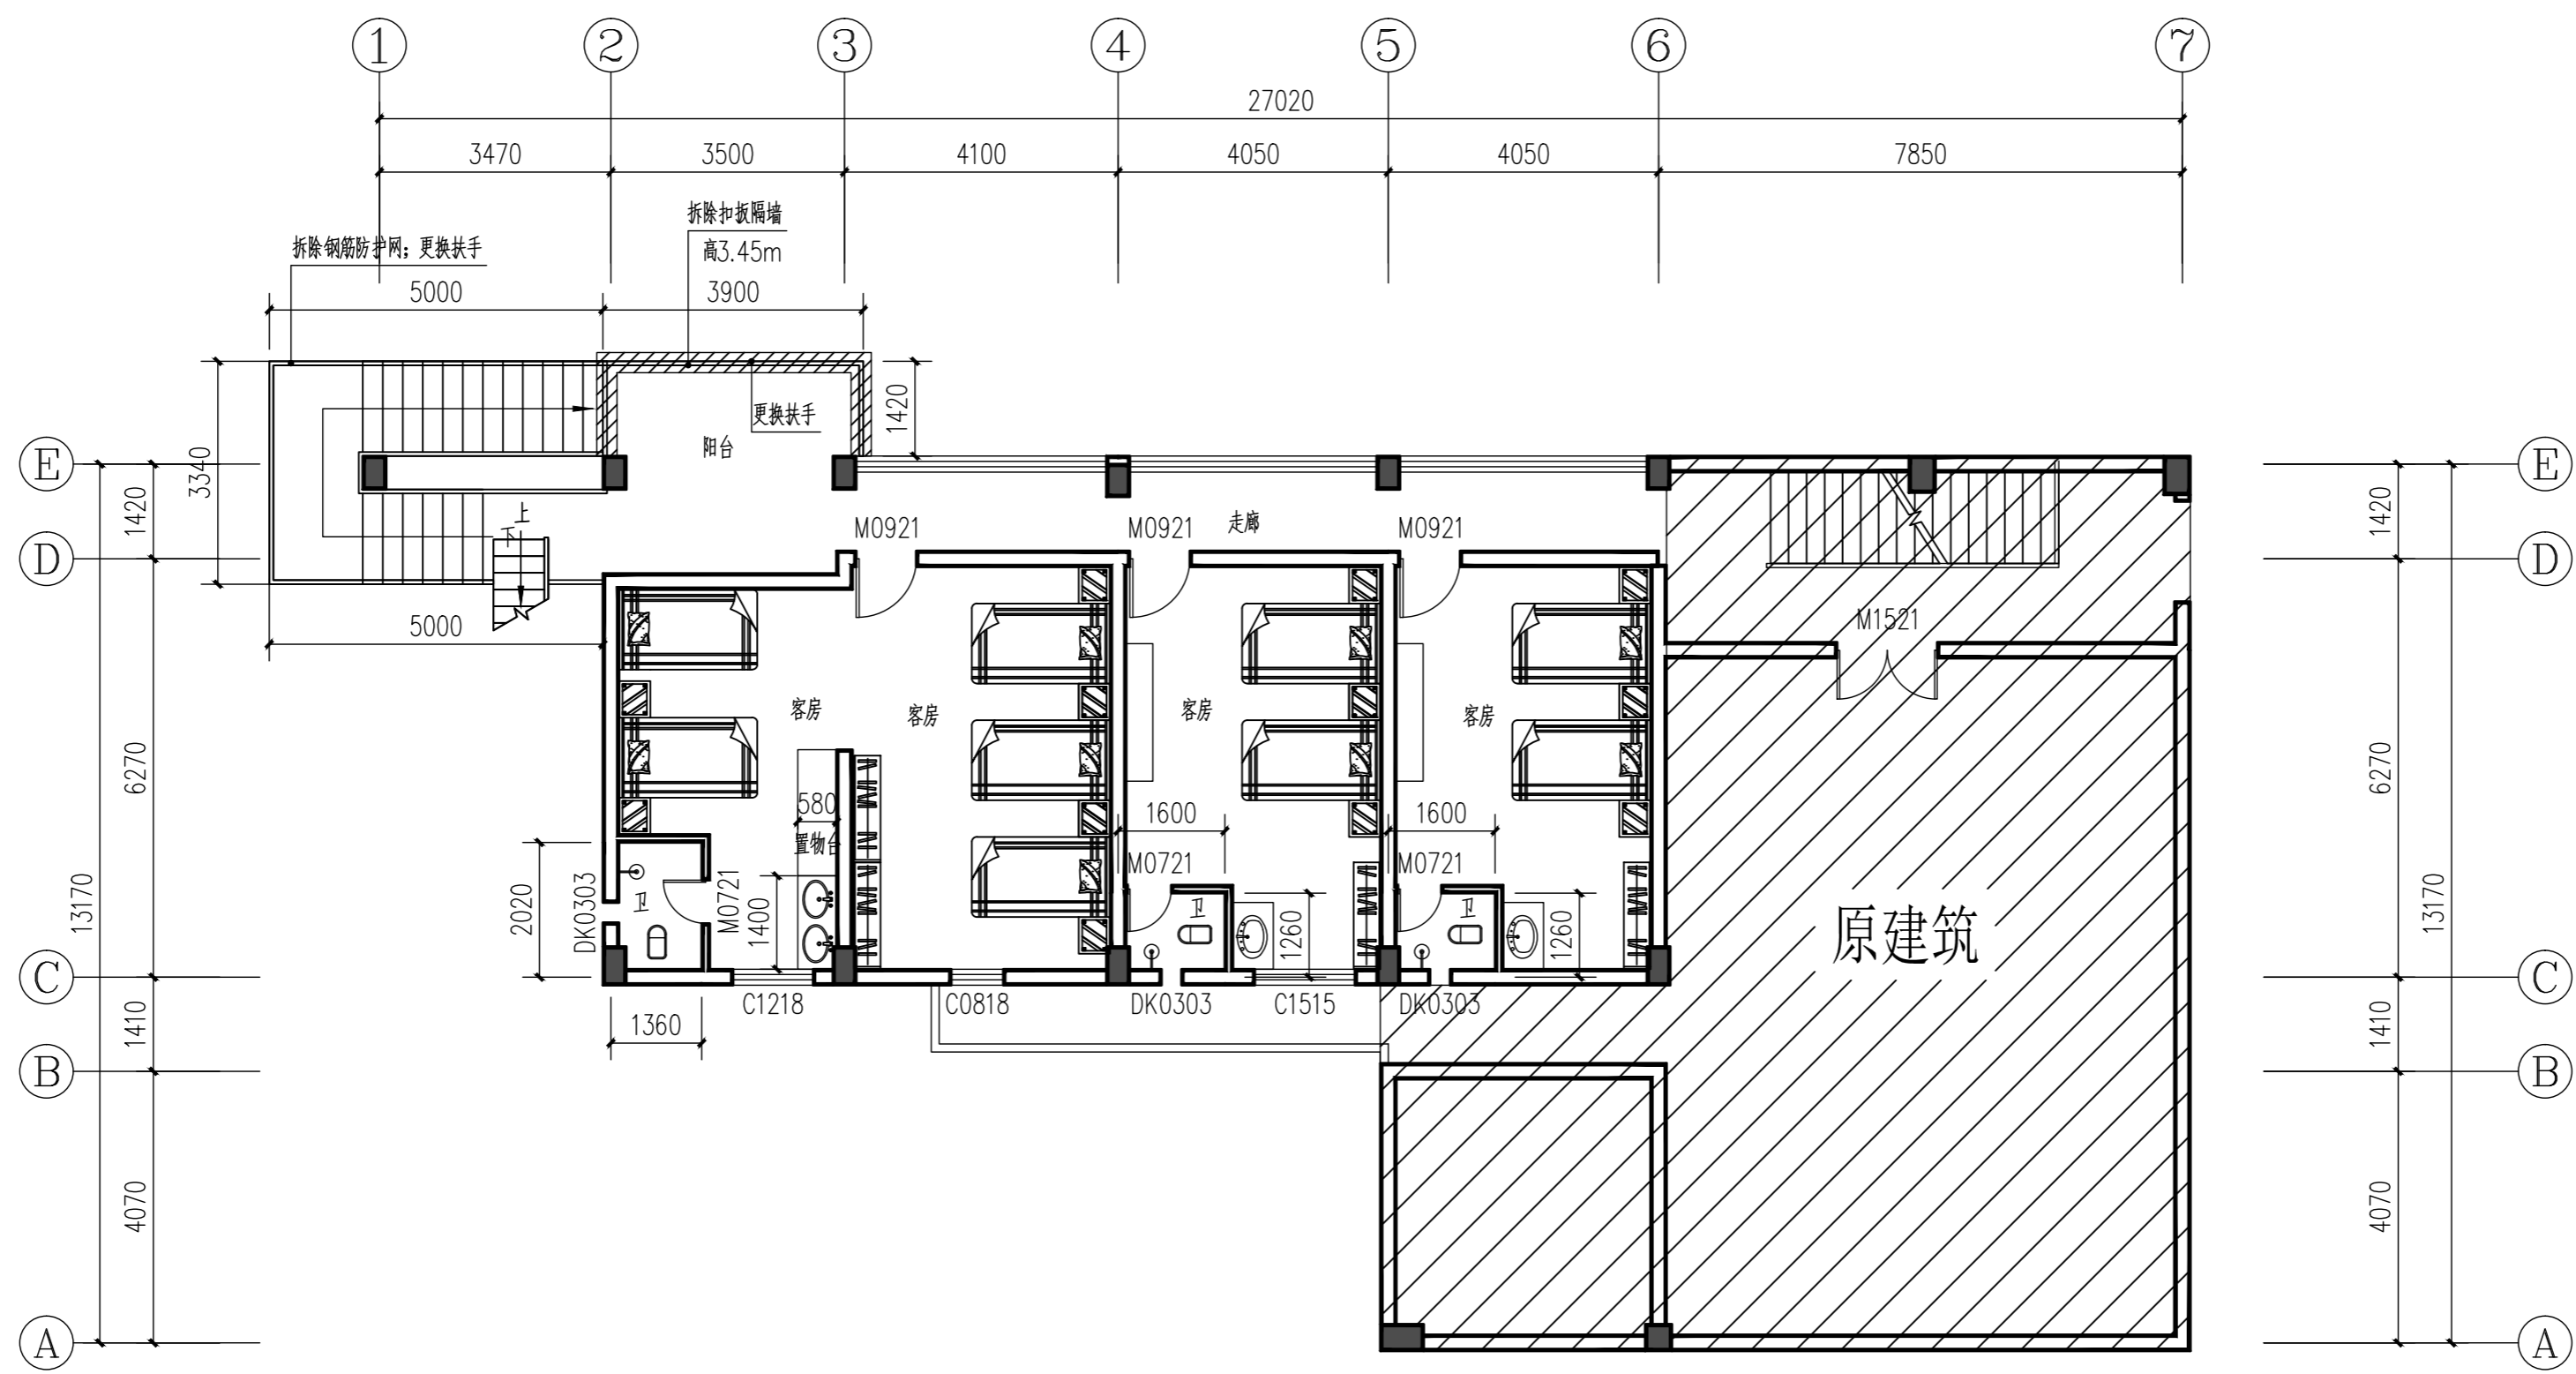 1 2 3 4 5 6 7
27020
3470 3500 4100 4050 4050 7850
拆除扣扳隔墙
高3.45m
拆除钢筋防护网；更换扶手
5000 3900
更换扶手
1420
阳台
3340
E E
1420 1420
上
下
M0921 M0921 走廊 M0921
D D
5000
M1521
客房 客房 客房 客房
6270 6270
580
置物台
1600 1600
M0721 M0721
2020 DK0303 卫 M0721 1400
卫 1260 卫 1260
13170 13170
原建筑
C C
C1218 C0818 DK0303 C1515 DK0303
1360
1410 1410
B B
4070 4070
A A